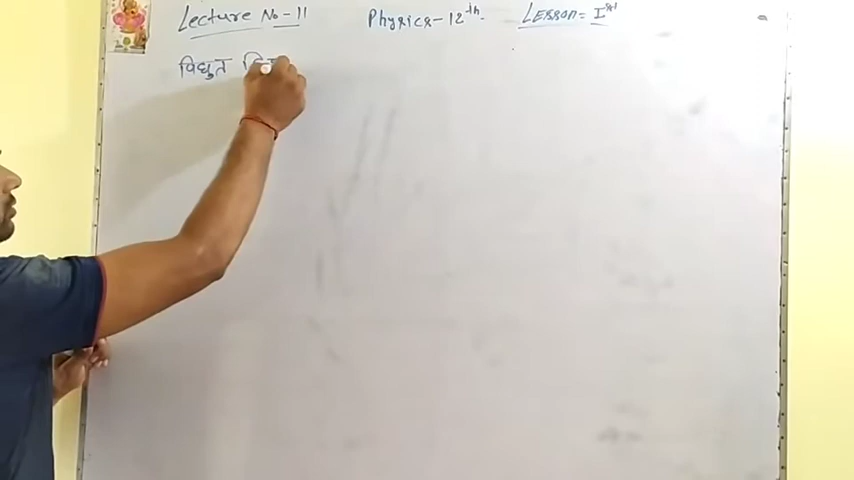 Lecture No-11 Physics-12th. LESSON= Ist
विद्युत